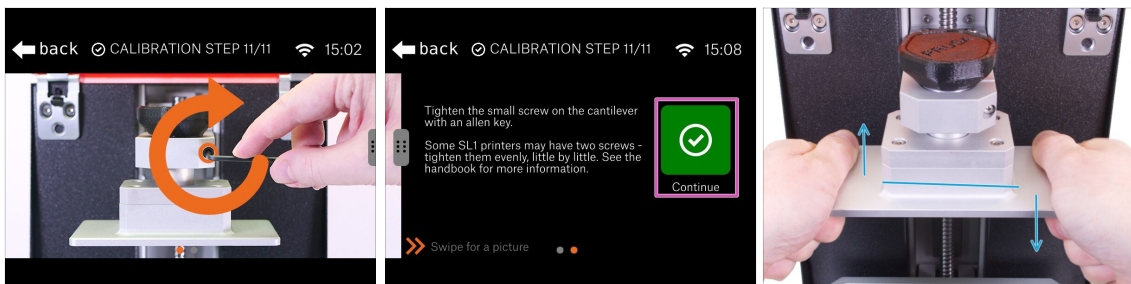 back CALIBRATION STEP 11/11 15:02
back CALIBRATION STEP 11/11 15:08
Tighten the small screw on the cantilever
with an allen key.
Some SL1 printers may have two screws -
tighten them evenly, little by little. See the
handbook for more information.
Continue
Swipe for a picture
PRUSA